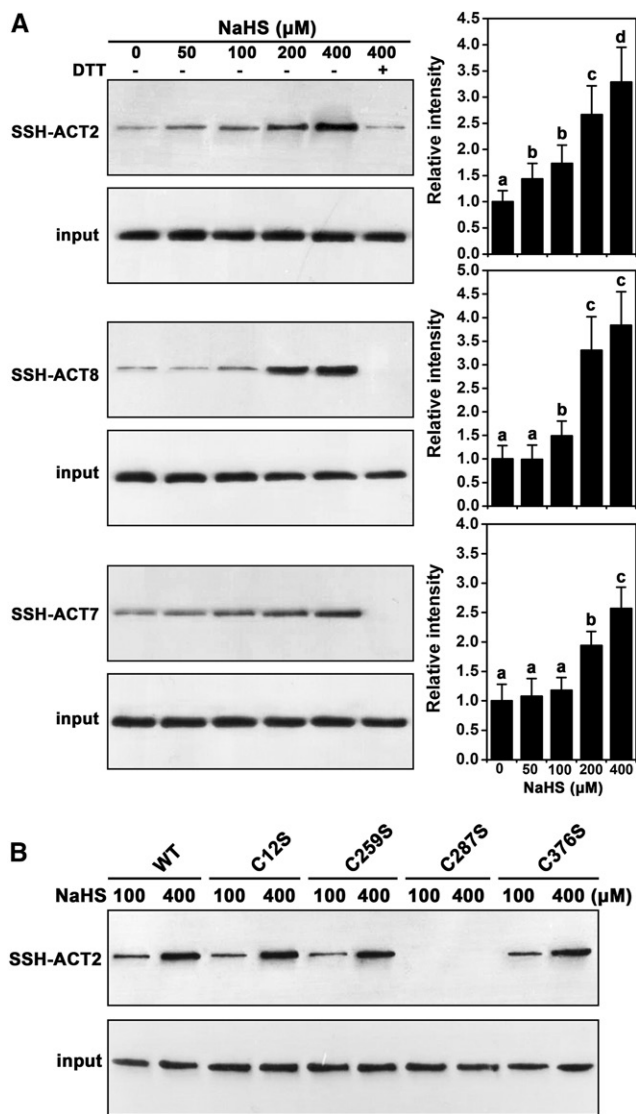 A
NaHS (µM)
0 50 100 200 400 400
DTT - - - - - +
SSH-ACT2
input
SSH-ACT8
input
SSH-ACT7
input
Relative intensity
4.5
4.0
3.5
3.0
2.5
2.0
1.5
1.0
0.5
0.0
a b b c d
Relative intensity
5.0
4.5
4.0
3.5
3.0
2.5
2.0
1.5
1.0
0.5
0.0
a a b c c
Relative intensity
4.0
3.5
3.0
2.5
2.0
1.5
1.0
0.5
0.0
a a a b c
0 50 100 200 400
NaHS (µM)
B
WT C12S C259S C287S C376S
NaHS 100 400 100 400 100 400 100 400 100 400 (µM)
SSH-ACT2
input